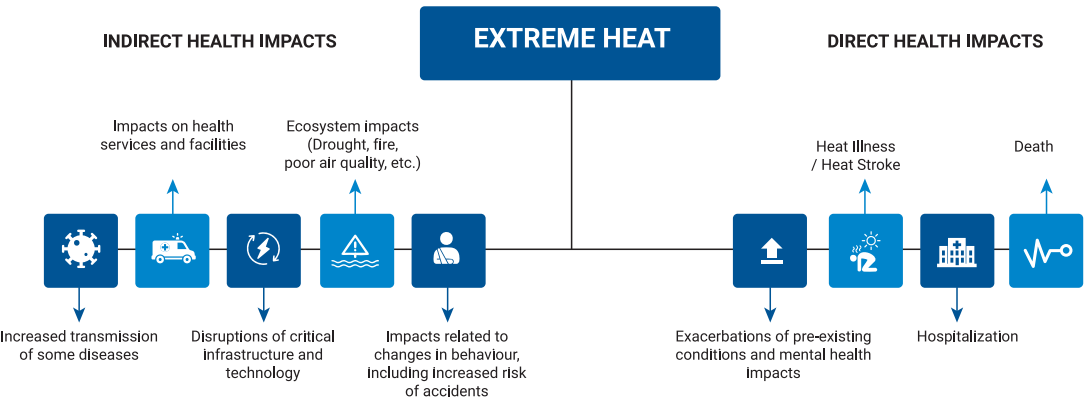 INDIRECT HEALTH IMPACTS
EXTREME HEAT
DIRECT HEALTH IMPACTS
Impacts on health
services and facilities
Ecosystem impacts
(Drought, fire,
poor air quality, etc.)
Heat Illness
/ Heat Stroke
Death
Increased transmission
of some diseases
Disruptions of critical
infrastructure and
technology
Impacts related to
changes in behaviour,
including increased risk
of accidents
Exacerbations of pre-existing
conditions and mental health
impacts
Hospitalization